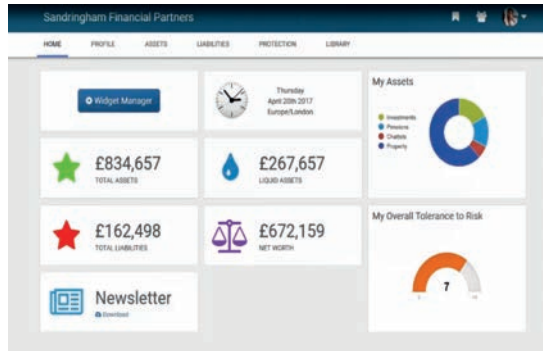 Sandringham Financial Partners
HOME PROFILE ASSETS LIABILITIES PROTECTION LIBRARY
Widget Manager
Thursday
April 20th 2017
Europe/London
My Assets
Investments
Pensions
Chattels
Property
£834,657
TOTAL ASSETS
£267,657
LIQUID ASSETS
£162,498
TOTAL LIABILITIES
£672,159
NET WORTH
My Overall Tolerance to Risk
7
Newsletter
Download